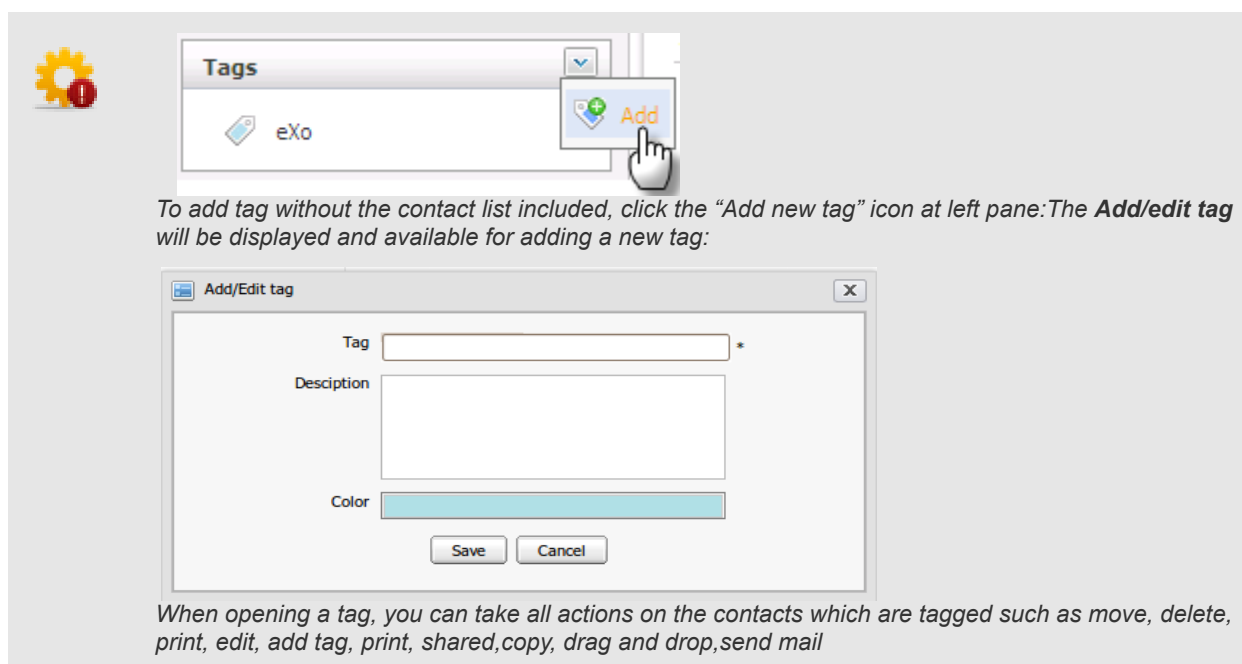 Tags
eXo
Add
To add tag without the contact list included, click the “Add new tag” icon at left pane:The Add/edit tag
will be displayed and available for adding a new tag:
Add/Edit tag
Tag *
Desciption
Color
Save Cancel
When opening a tag, you can take all actions on the contacts which are tagged such as move, delete,
print, edit, add tag, print, shared,copy, drag and drop,send mail